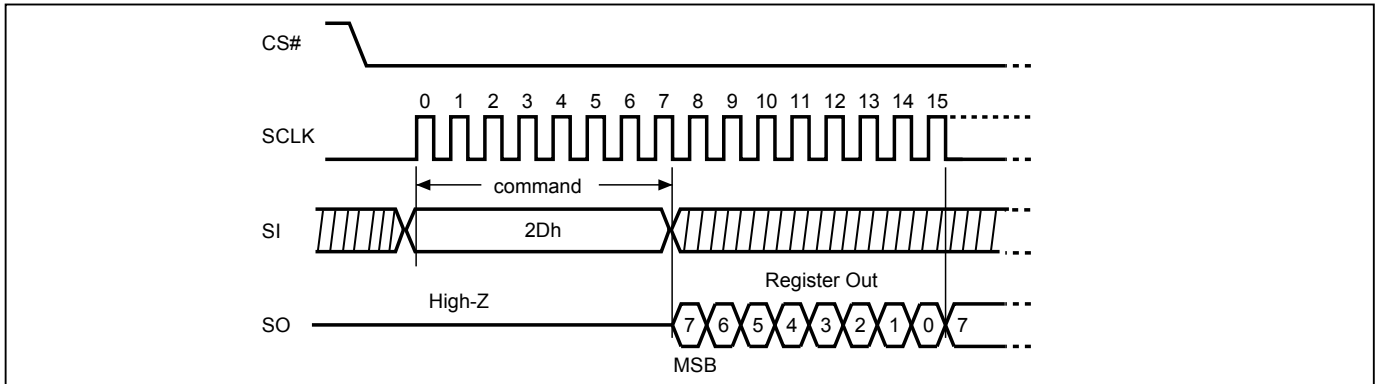 CS#
0 1 2 3 4 5 6 7 8 9 10 11 12 13 14 15
SCLK
command
SI
2Dh
Register Out
High-Z
SO
7 6 5 4 3 2 1 0 7
MSB